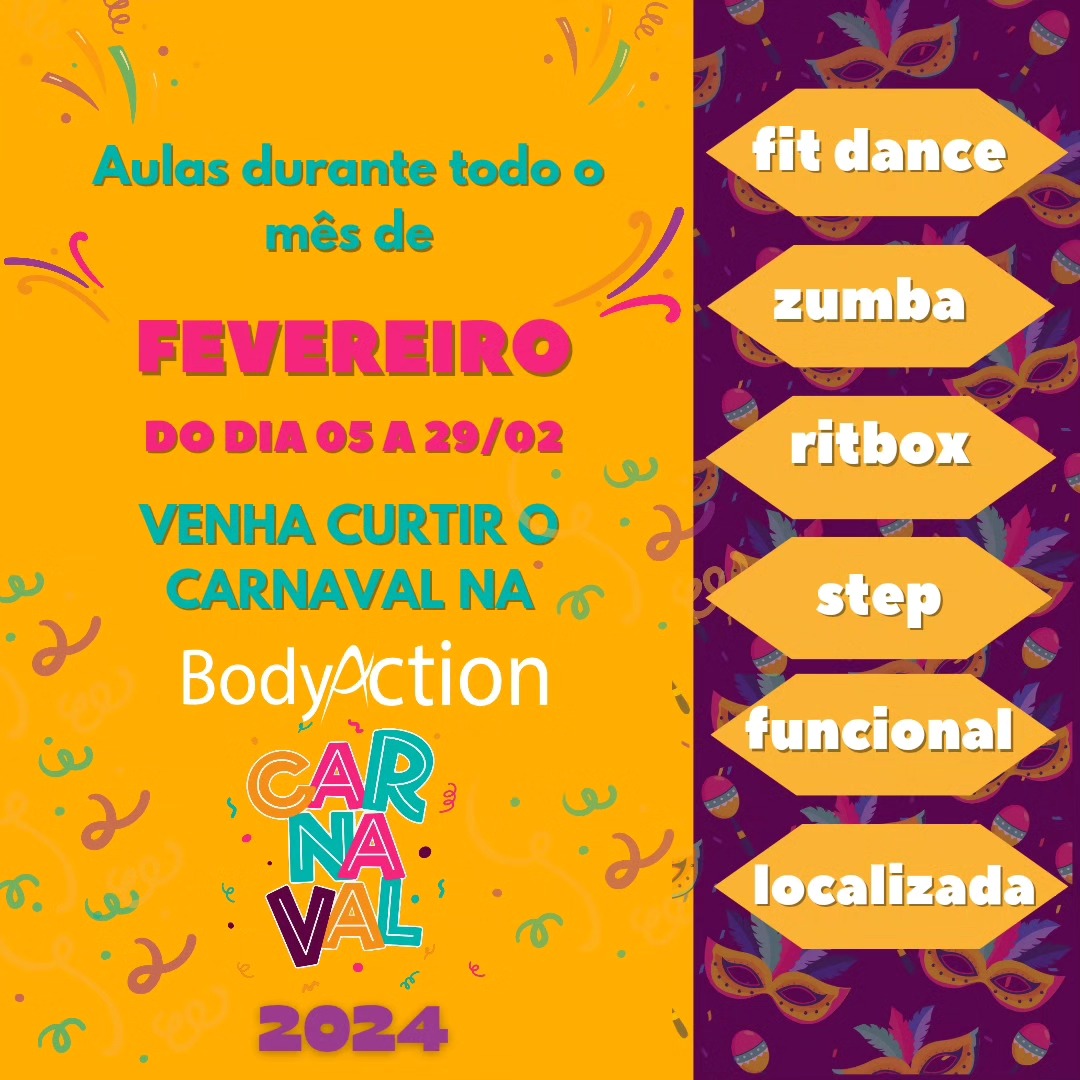 Aulas durante todo o
mês de
FEVEREIRO
DO DIA 05 A 29/02
VENHA CURTIR O
CARNAVAL NA
BodyAction
CAR
NA
VAL
2024
fit dance
zumba
ritbox
step
funcional
localizada